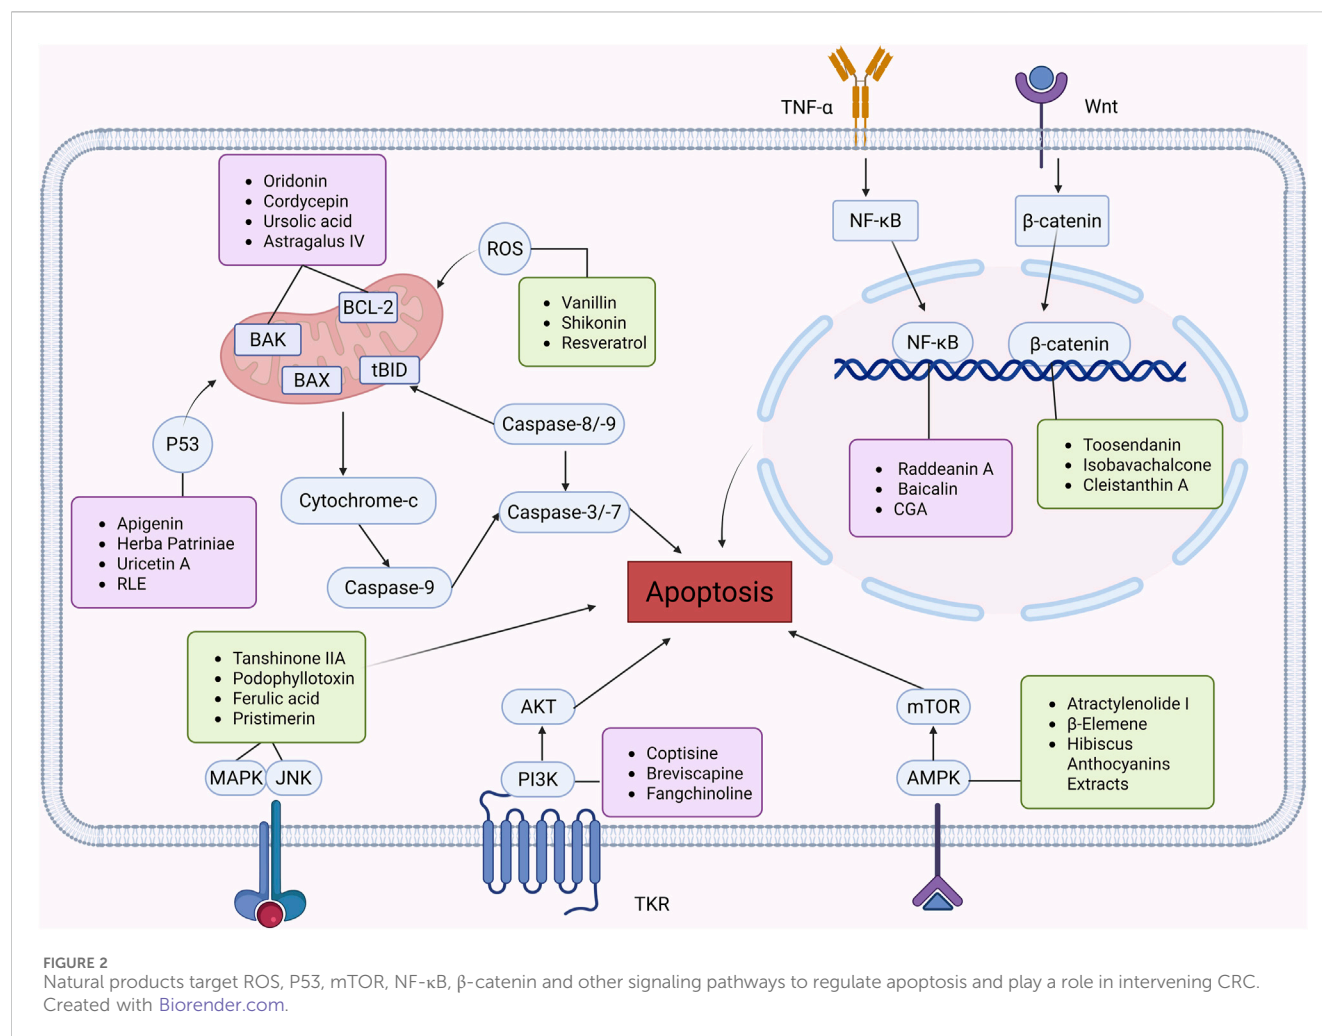 TNF-α
Wnt
• Oridonin
• Cordycepin
• Ursolic acid
• Astragalus IV
ROS
NF-κB
β-catenin
• Vanillin
• Shikonin
• Resveratrol
BCL-2
BAK
tBID
BAX
NF-κB
β-catenin
P53
Caspase-8/-9
• Toosendanin
• Isobavachalcone
• Cleistanthin A
• Raddeanin A
• Baicalin
• CGA
Cytochrome-c
Caspase-3/-7
• Apigenin
• Herba Patriniae
• Uricetin A
• RLE
Caspase-9
Apoptosis
• Tanshinone IIA
• Podophyllotoxin
• Ferulic acid
• Pristimerin
MAPK
JNK
AKT
PI3K
• Coptisine
• Breviscapine
• Fangchinoline
mTOR
AMPK
• Atractylenolide I
• β-Elemene
• Hibiscus
Anthocyanins
Extracts
TKR
FIGURE 2
Natural products target ROS, P53, mTOR, NF-κB, β-catenin and other signaling pathways to regulate apoptosis and play a role in intervening CRC.
Created with Biorender.com.